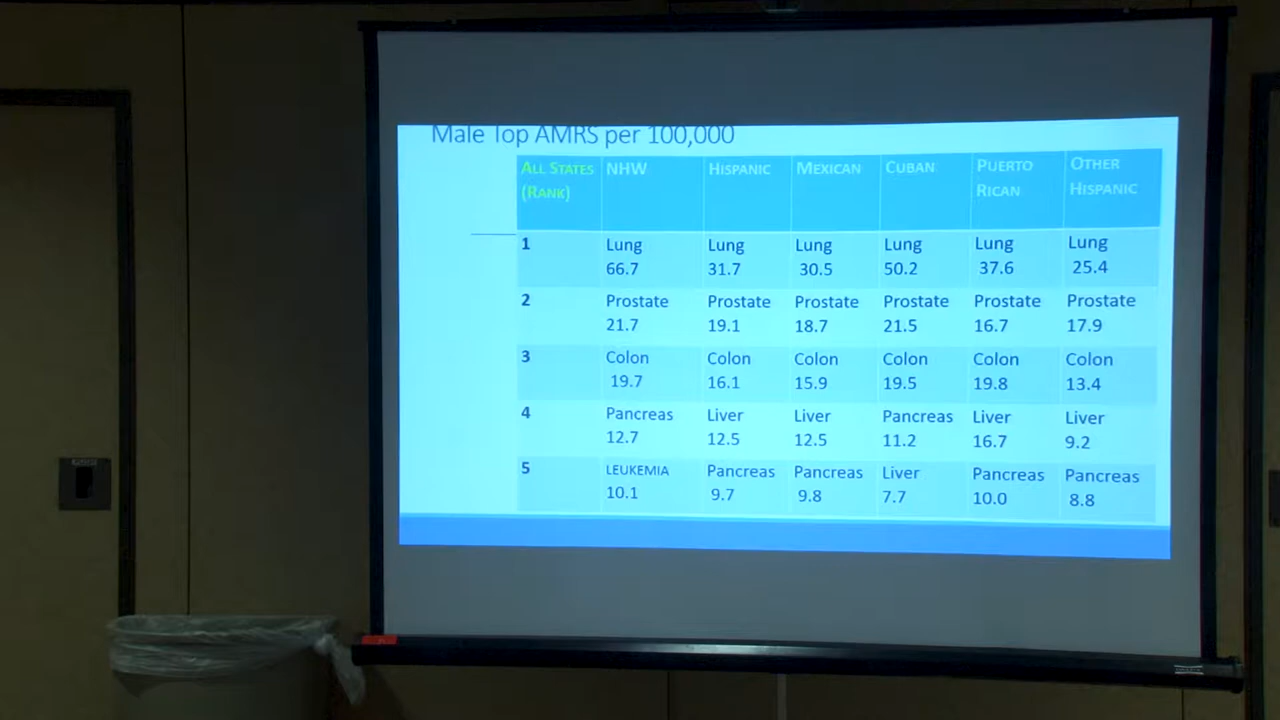 Male Top AMRS per 100,000
ALL STATES (RANK) NHW HISPANIC MEXICAN CUBAN PUERTO RICAN OTHER HISPANIC
1 Lung 66.7 Lung 31.7 Lung 30.5 Lung 50.2 Lung 37.6 Lung 25.4
2 Prostate 21.7 Prostate 19.1 Prostate 18.7 Prostate 21.5 Prostate 16.7 Prostate 17.9
3 Colon 19.7 Colon 16.1 Colon 15.9 Colon 19.5 Colon 19.8 Colon 13.4
4 Pancreas 12.7 Liver 12.5 Liver 12.5 Pancreas 11.2 Liver 16.7 Liver 9.2
5 LEUKEMIA 10.1 Pancreas 9.7 Pancreas 9.8 Liver 7.7 Pancreas 10.0 Pancreas 8.8